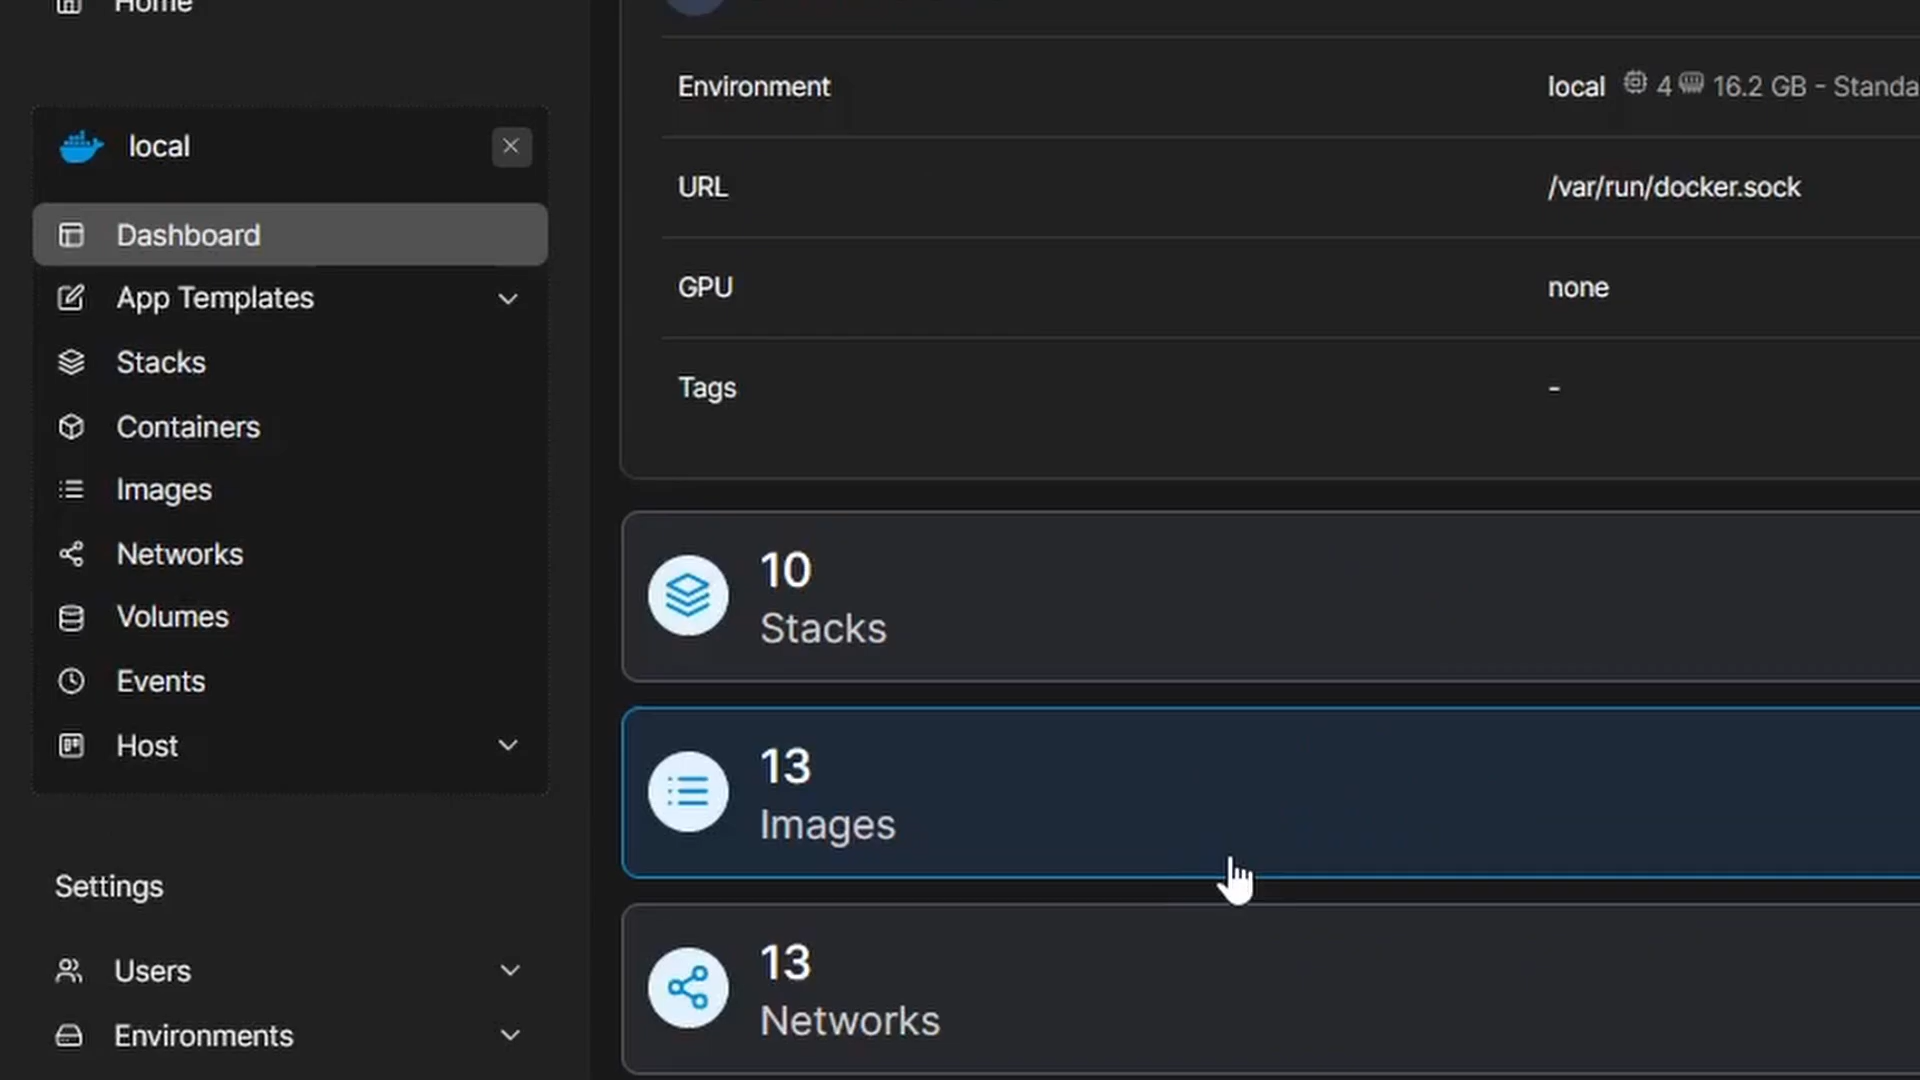 Home
local
Dashboard
App Templates
Stacks
Containers
Images
Networks
Volumes
Events
Host
Settings
Users
Environments
Environment local 4 16.2 GB - Standa
URL /var/run/docker.sock
GPU none
Tags -
10
Stacks
13
Images
13
Networks